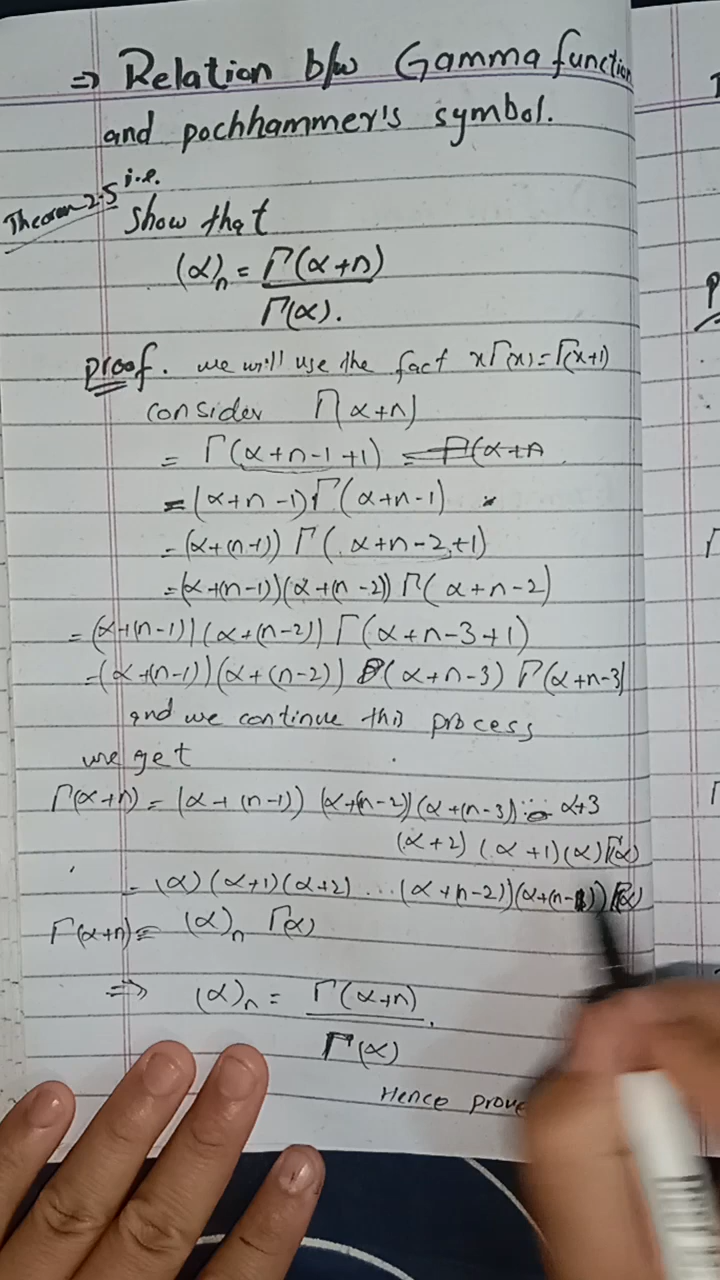 ⇒ Relation b/w Gamma function
and pochhammer's symbol.
Theorem 2.5 i.e.
show that
(α)ₙ = Γ(α+n)
Γ(α).
Proof. we will use the fact xΓ(x) = Γ(x+1)
consider Γ(α+n)
= Γ(α+n-1+1) = Γ(α+n
= (α+n-1)Γ(α+n-1)
= (α+(n-1)) Γ(α+n-2+1)
= (α+(n-1))(α+(n-2)) Γ(α+n-2)
= (α+(n-1))(α+(n-2)) Γ(α+n-3+1)
= (α+(n-1))(α+(n-2)) (α+n-3) Γ(α+n-3)
and we continue this process
we get
Γ(α+n) = (α+(n-1)) (α+(n-2)) (α+(n-3)) ... α+3
(α+2) (α+1)(α)Γ(α)
= (α)(α+1)(α+2) ... (α+(n-2))(α+(n-1))Γ(α)
Γ(α+n) = (α)ₙ Γ(α)
⇒ (α)ₙ = Γ(α+n)
Γ(α)
Hence prove